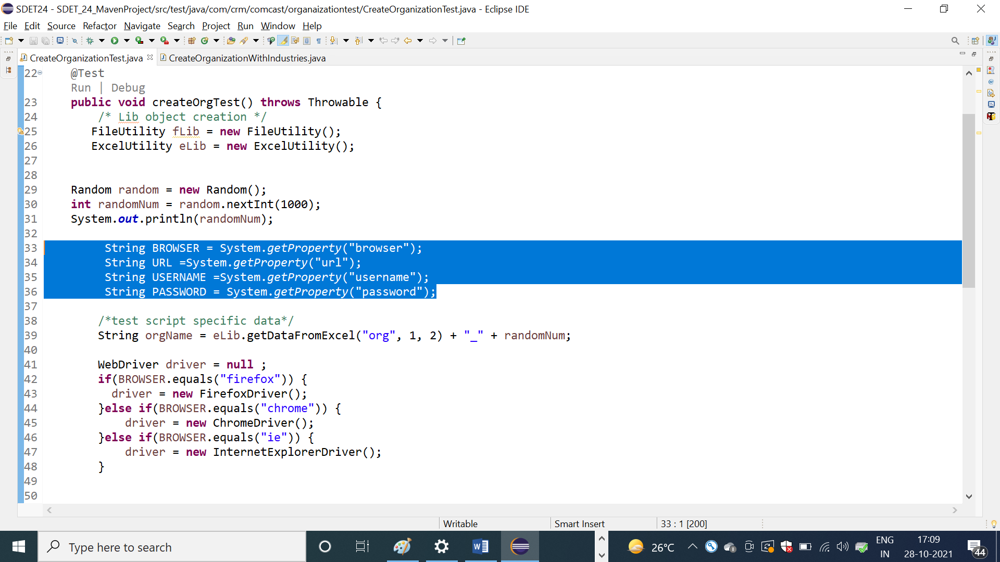 SDET24 - SDET_24_MavenProject/src/test/java/com/crm/comcast/organaizationtest/CreateOrganizationTest.java - Eclipse IDE
File Edit Source Refactor Navigate Search Project Run Window Help
CreateOrganizationTest.java CreateOrganizationWithIndustries.java
22 @Test
Run | Debug
23 public void createOrgTest() throws Throwable {
24 /* Lib object creation */
25 FileUtility fLib = new FileUtility();
26 ExcelUtility eLib = new ExcelUtility();
27
28
29 Random random = new Random();
30 int randomNum = random.nextInt(1000);
31 System.out.println(randomNum);
32
33 String BROWSER = System.getProperty("browser");
34 String URL =System.getProperty("url");
35 String USERNAME =System.getProperty("username");
36 String PASSWORD = System.getProperty("password");
37
38 /*test script specific data*/
39 String orgName = eLib.getDataFromExcel("org", 1, 2) + "_" + randomNum;
40
41 WebDriver driver = null ;
42 if(BROWSER.equals("firefox")) {
43 driver = new FirefoxDriver();
44 }else if(BROWSER.equals("chrome")) {
45 driver = new ChromeDriver();
46 }else if(BROWSER.equals("ie")) {
47 driver = new InternetExplorerDriver();
48 }
49
50
Writable Smart Insert 33 : 1 [200]
Type here to search
26°C
ENG
IN
17:09
28-10-2021
44